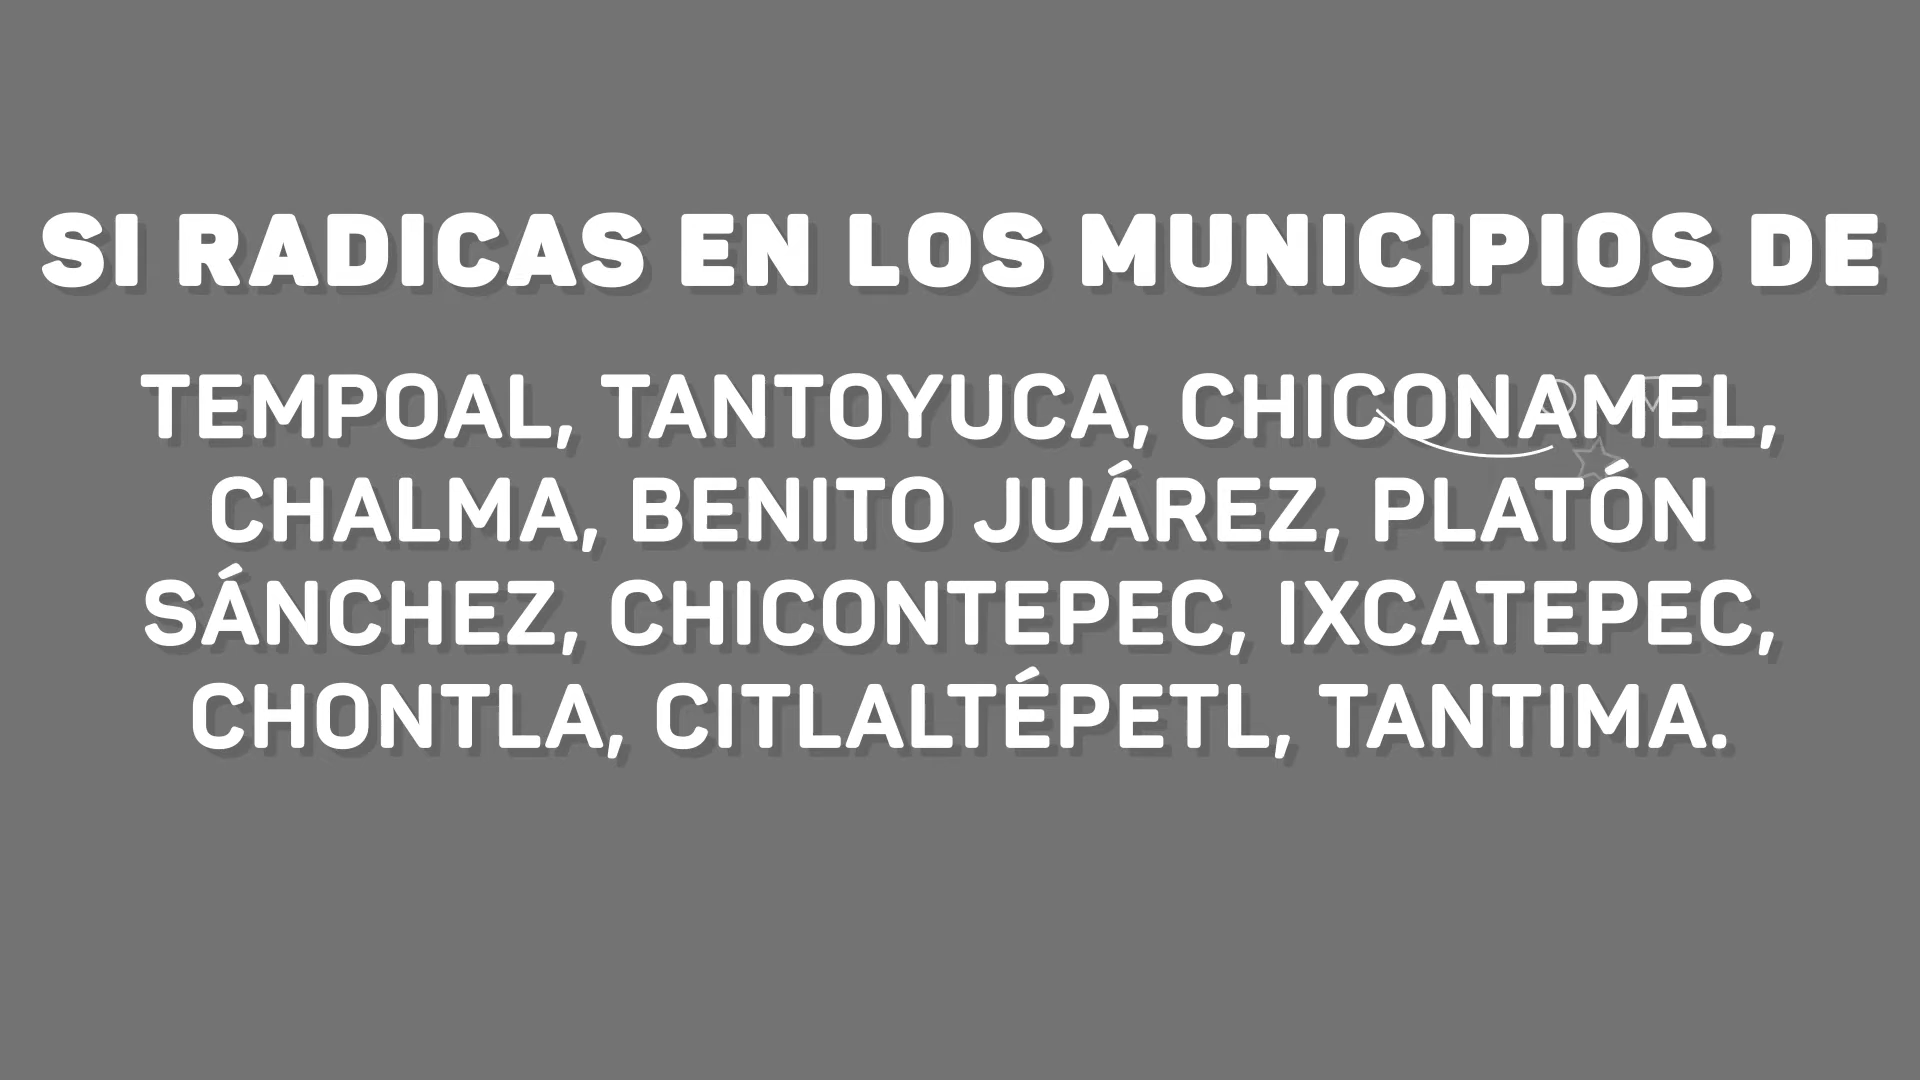 SI RADICAS EN LOS MUNICIPIOS DE
TEMPOAL, TANTOYUCA, CHICONAMEL,
CHALMA, BENITO JUÁREZ, PLATÓN
SÁNCHEZ, CHICONTEPEC, IXCATEPEC,
CHONTLA, CITLALTÉPETL, TANTIMA.